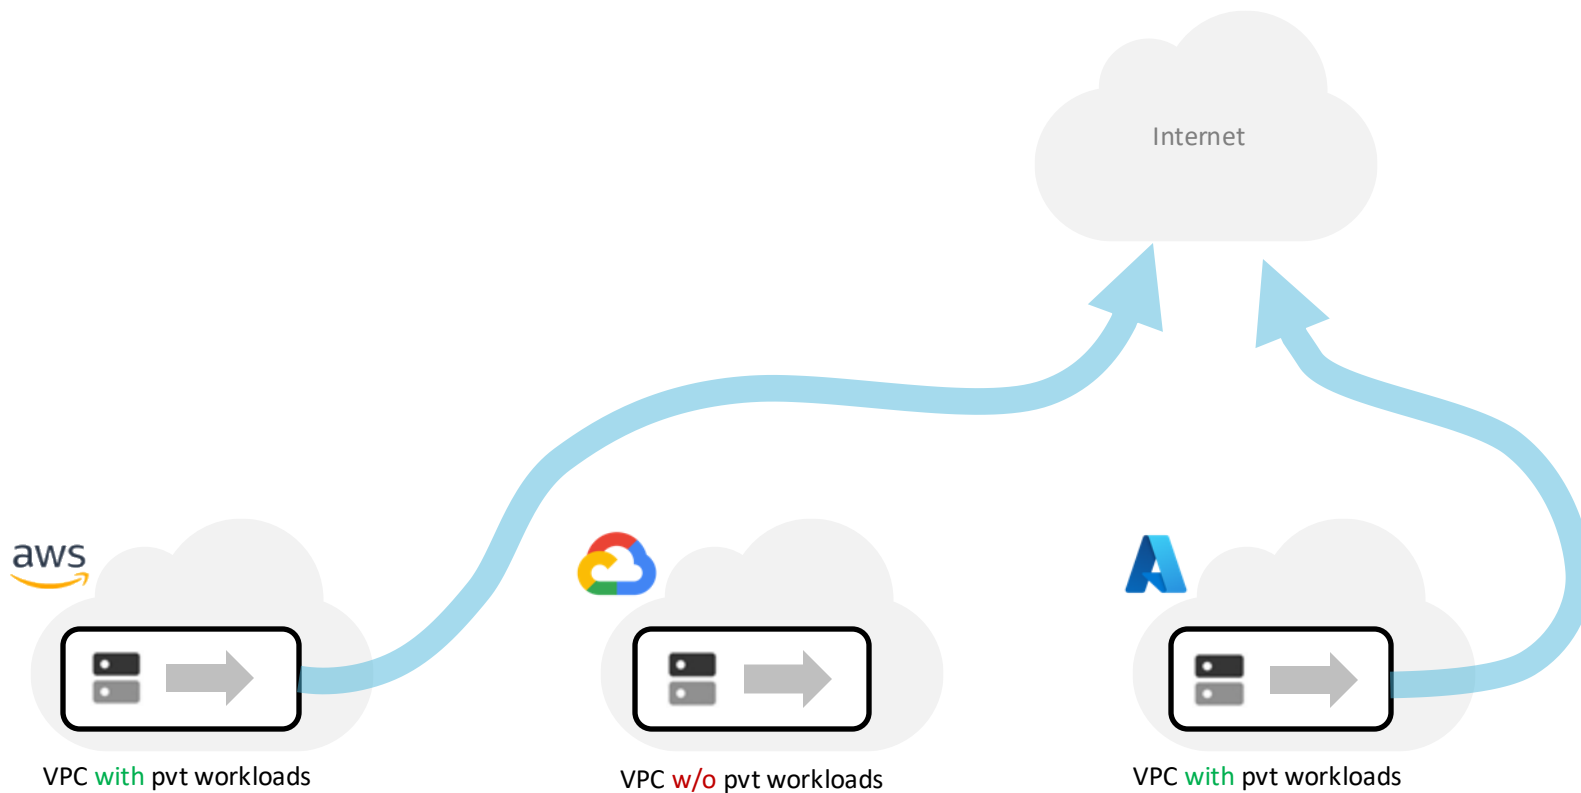 Internet
aws
VPC with pvt workloads
VPC w/o pvt workloads
VPC with pvt workloads